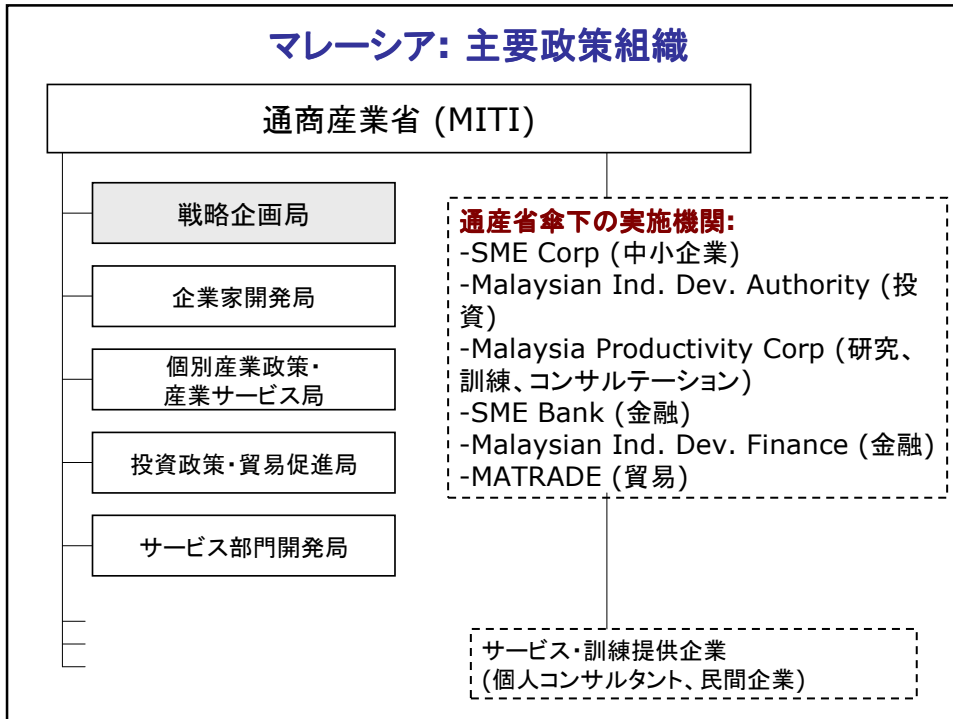 マレーシア: 主要政策組織
通商産業省 (MITI)
戦略企画局
企業家開発局
個別産業政策・
産業サービス局
投資政策・貿易促進局
サービス部門開発局
通産省傘下の実施機関:
-SME Corp (中小企業)
-Malaysian Ind. Dev. Authority (投
資)
-Malaysia Productivity Corp (研究、
訓練、コンサルテーション)
-SME Bank (金融)
-Malaysian Ind. Dev. Finance (金融)
-MATRADE (貿易)
サービス・訓練提供企業
(個人コンサルタント、民間企業)